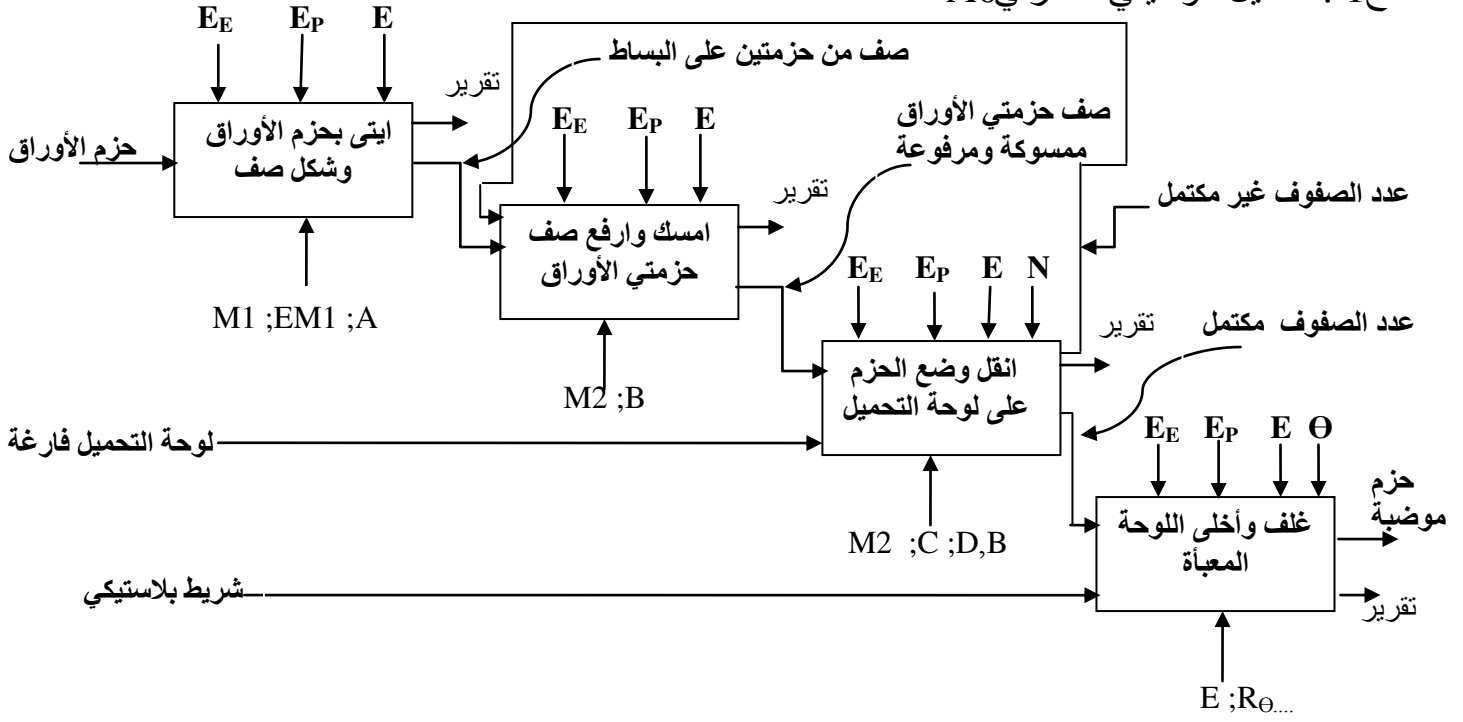 E_E E_P E
تقرير
حزم الأوراق
ايتى بحزم الأوراق
وشكل صف
M1 ;EM1 ;A
صف من حزمتين على البساط
E_E E_P E
تقرير
امسك وارفع صف
حزمتي الأوراق
M2 ;B
صف حزمتي الأوراق
ممسوكة ومرفوعة
عدد الصفوف غير مكتمل
E_E E_P E N
تقرير
انقل وضع الحزم
على لوحة التحميل
لوحة التحميل فارغة
M2 ;C ;D,B
عدد الصفوف مكتمل
E_E E_P E Θ
غلف وأخلى اللوحة
المعبأة
حزم
موضبة
تقرير
شريط بلاستيكي
E ;R_Θ....